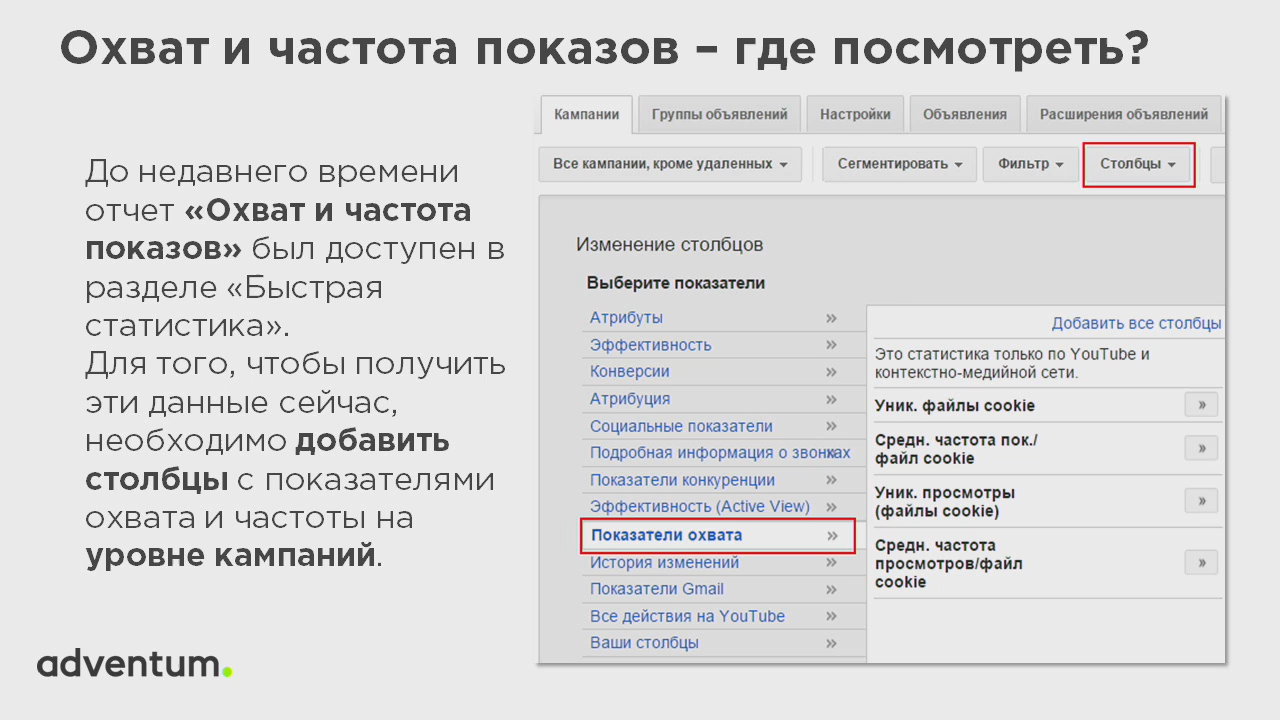 Охват и частота показов – где посмотреть?
До недавнего времени
отчет «Охват и частота
показов» был доступен в
разделе «Быстрая
статистика».
Для того, чтобы получить
эти данные сейчас,
необходимо добавить
столбцы с показателями
охвата и частоты на
уровне кампаний.
Кампании Группы объявлений Настройки Объявления Расширения объявлений
Все кампании, кроме удаленных Сегментировать Фильтр Столбцы
Изменение столбцов
Выберите показатели
Атрибуты »
Эффективность »
Конверсии »
Атрибуция »
Социальные показатели »
Подробная информация о звонках »
Показатели конкуренции »
Эффективность (Active View) »
Показатели охвата »
История изменений »
Показатели Gmail »
Все действия на YouTube »
Ваши столбцы »
Добавить все столбцы
Это статистика только по YouTube и
контекстно-медийной сети.
Уник. файлы cookie »
Средн. частота пок./
файл cookie »
Уник. просмотры
(файлы cookie) »
Средн. частота
просмотров/файл »
cookie
adventum.